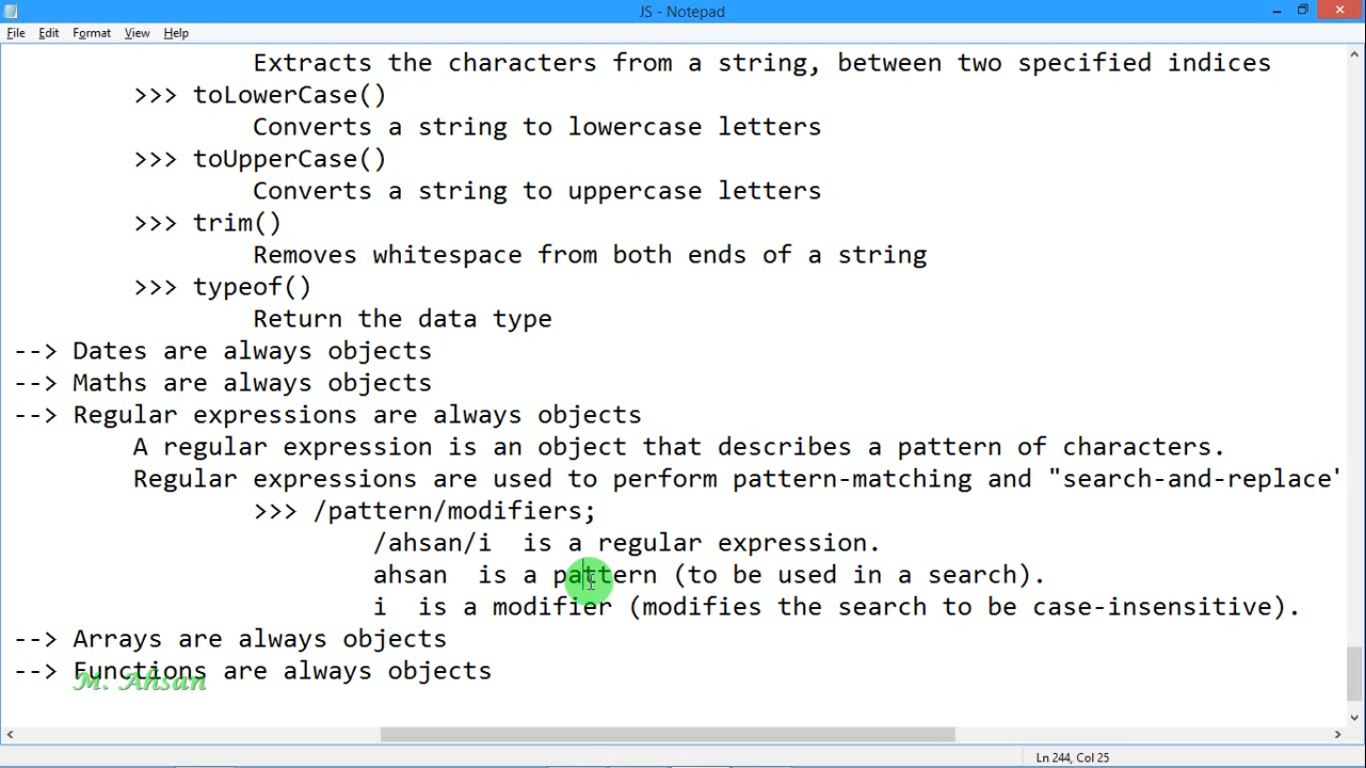 JS - Notepad
File Edit Format View Help
Extracts the characters from a string, between two specified indices
>>> toLowerCase()
Converts a string to lowercase letters
>>> toUpperCase()
Converts a string to uppercase letters
>>> trim()
Removes whitespace from both ends of a string
>>> typeof()
Return the data type
--> Dates are always objects
--> Maths are always objects
--> Regular expressions are always objects
A regular expression is an object that describes a pattern of characters.
Regular expressions are used to perform pattern-matching and "search-and-replace'
>>> /pattern/modifiers;
/ahsan/i  is a regular expression.
ahsan  is a pattern (to be used in a search).
i  is a modifier (modifies the search to be case-insensitive).
--> Arrays are always objects
--> Functions are always objects
M. Ahsan
Ln 244, Col 25